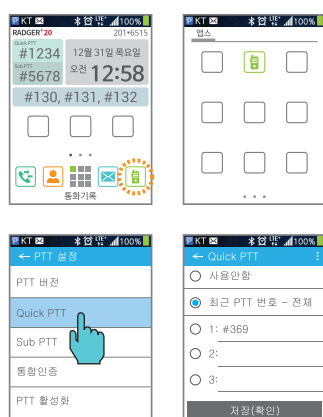 KT LTE 100%
RADGER*20 201*6515
Quick PTT
#1234
12월 31일 목요일
Sub PTT
#5678
오전 12:58
#130, #131, #132
통화기록
KT LTE 100%
앱스
KT LTE 100%
← PTT 설정
PTT 버전
Quick PTT
Sub PTT
통합인증
PTT 활성화
KT LTE 100%
← Quick PTT
사용안함
최근 PTT 번호 - 전체
1: #369
2:
3:
저장(확인)